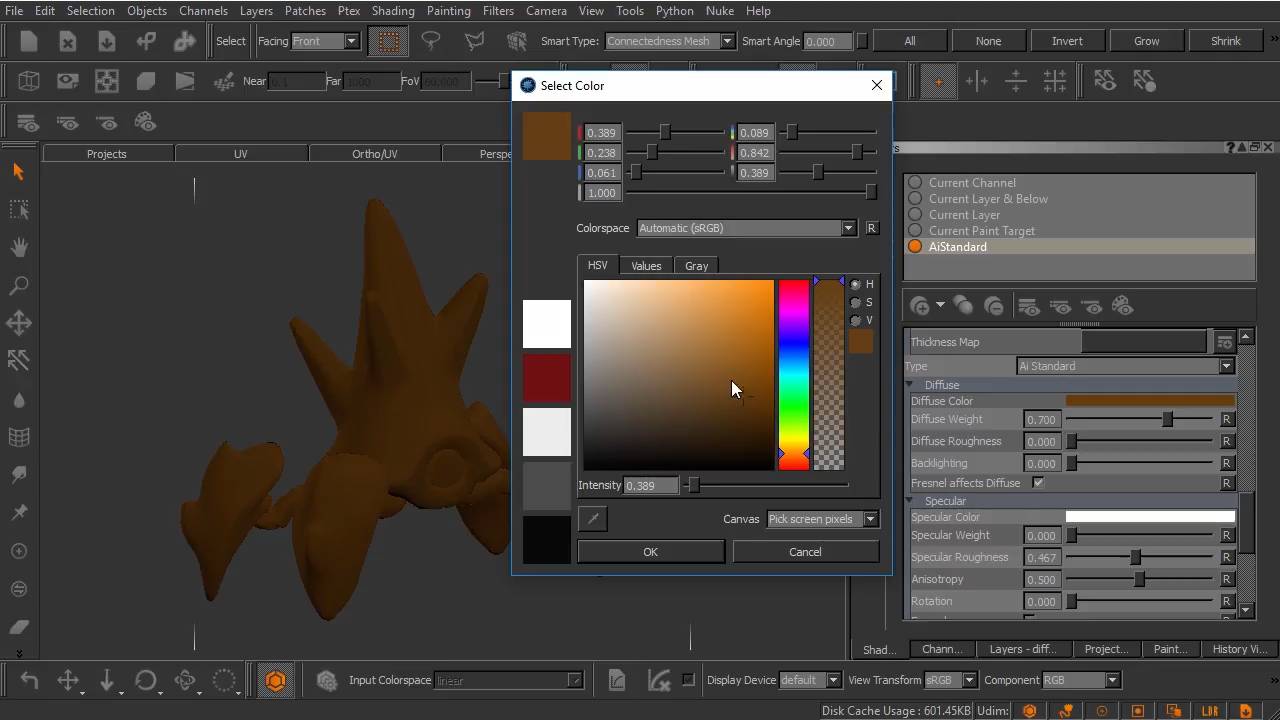 File Edit Selection Objects Channels Layers Patches Ptex Shading Painting Filters Camera View Tools Python Nuke Help
Select Facing Front Smart Type: Connectedness Mesh Smart Angle 0.000 All None Invert Grow Shrink
Near 0.1 Far 1000 FoV 60.000
Projects UV Ortho/UV
Select Color
0.389 0.089
0.238 0.842
0.061 0.389
1.000
Colorspace Automatic (sRGB) R
HSV Values Gray
H
S
V
Intensity 0.389
Canvas Pick screen pixels
OK Cancel
Current Channel
Current Layer & Below
Current Layer
Current Paint Target
AiStandard
Thickness Map
Type Ai Standard
Diffuse
Diffuse Color
Diffuse Weight 0.700 R
Diffuse Roughness 0.000 R
Backlighting 0.000 R
Fresnel affects Diffuse R
Specular
Specular Color
Specular Weight 0.000 R
Specular Roughness 0.467 R
Anisotropy 0.500 R
Rotation 0.000 R
Shad... Chann... Layers - diff... Project... Paint... History Vi...
Input Colorspace linear Display Device default View Transform sRGB Component RGB
Disk Cache Usage : 601.45KB Udim: LDR